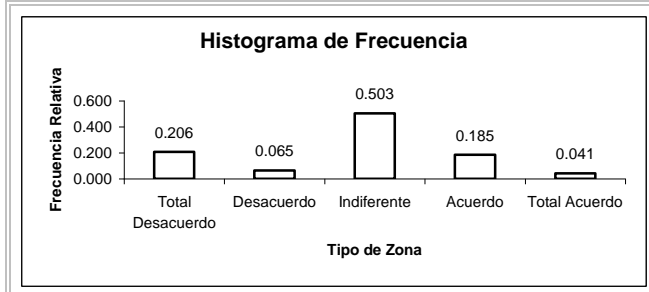 Histograma de Frecuencia
Frecuencia Relativa
0.600
0.400
0.200
0.000
0.206
0.065
0.503
0.185
0.041
Total
Desacuerdo
Desacuerdo
Indiferente
Acuerdo
Total Acuerdo
Tipo de Zona